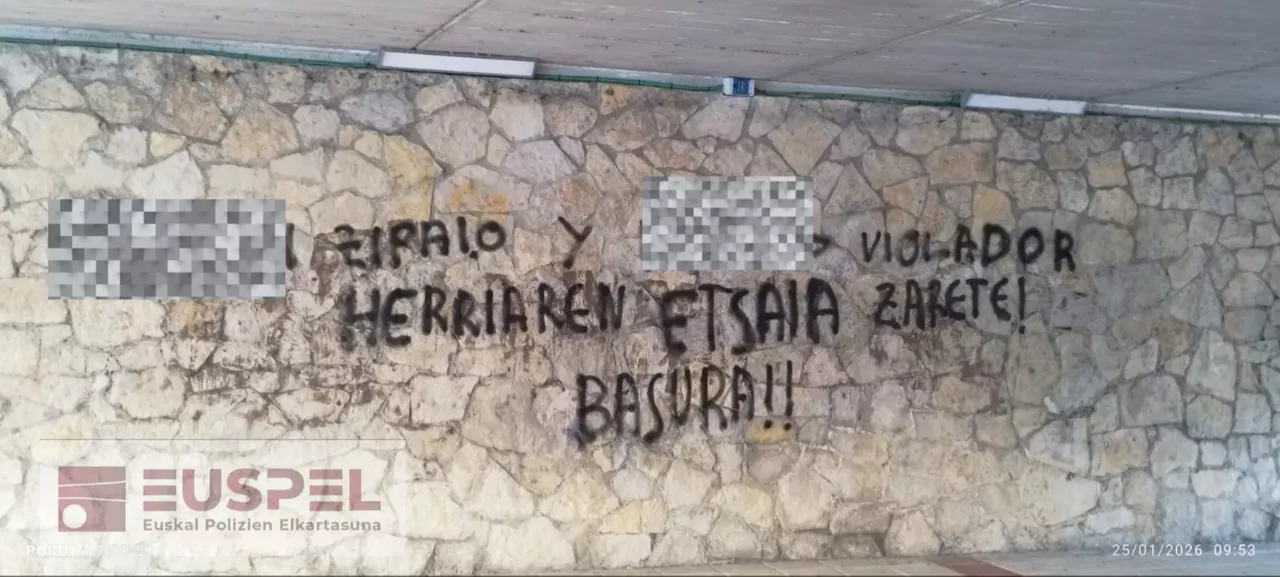 ZIPAIO Y VIOLADOR
HERRIAREN ETSAIA ZARETE!
BASURA!!
EUSPEL
Euskal Polizien Elkartasuna
25/01/2026 09:53